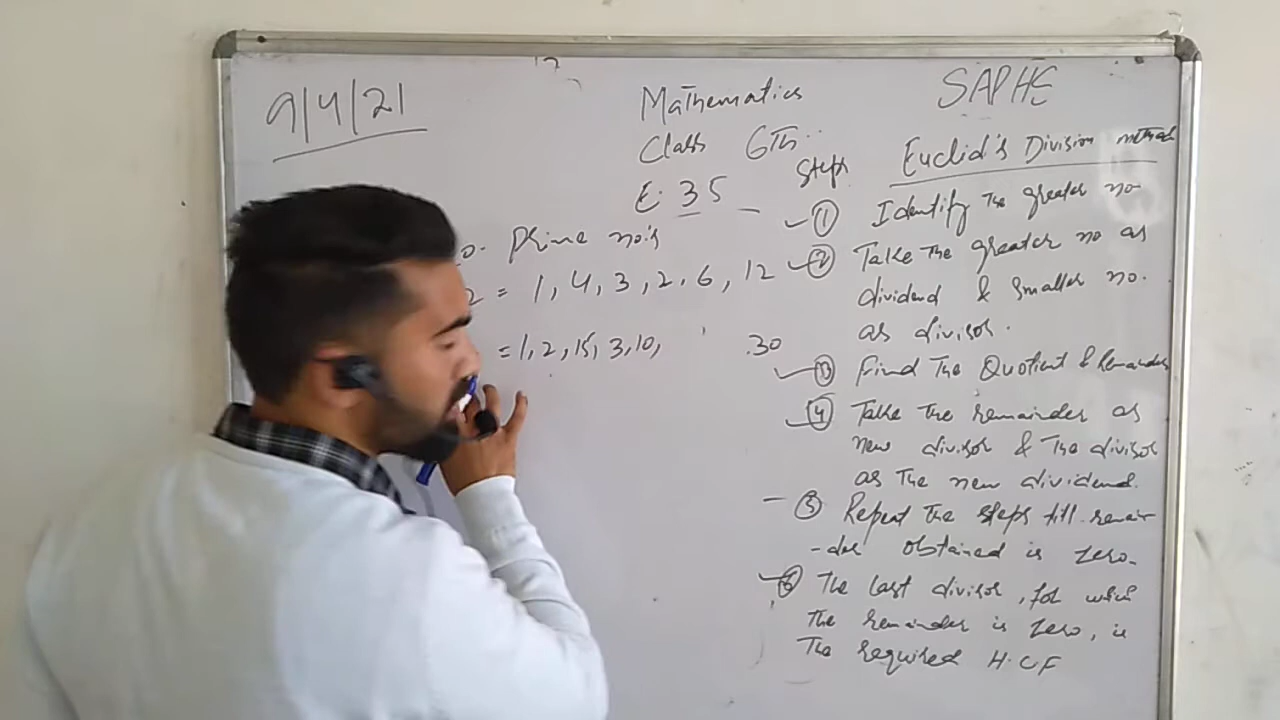 9/4/21
Mathematics
Class 6Th
E. 35
SAPHS
Euclid's Division method
Steps
① Identify The greater no
② Take The greater no as
dividend & smaller no.
as divisor.
③ Find The Quotient & Remainder
④ Take The remainder as
new divisor & The divisor
as The new dividend.
⑤ Repeat The steps till remain
-der obtained is zero.
⑥ The last divisor, for which
The remainder is zero, is
The required H.C.F
o- Prime no's
2 = 1, 4, 3, 2, 6, 12
= 1, 2, 15, 3, 10, 30